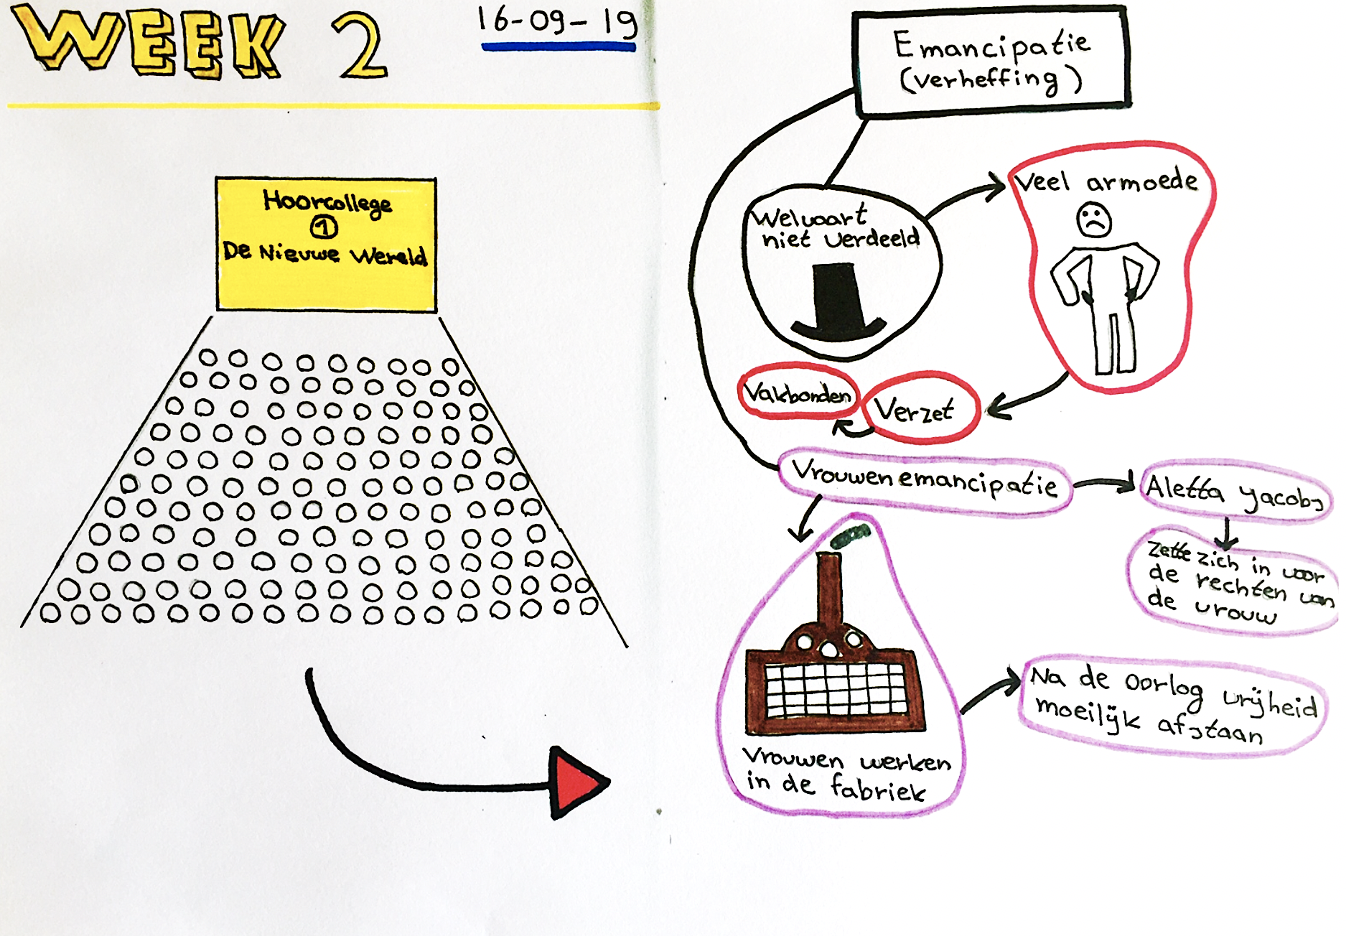 WEEK 2
16-09-19
Hoorcollege
1
De Nieuwe Wereld
Emancipatie
(verheffing)
Welvaart
niet verdeeld
Veel armoede
Vakbonden
Verzet
Vrouwenemancipatie
Aletta Jacobs
Zette zich in voor
de rechten van
de vrouw
Vrouwen werken
in de fabriek
Na de oorlog vrijheid
moeilijk afstaan